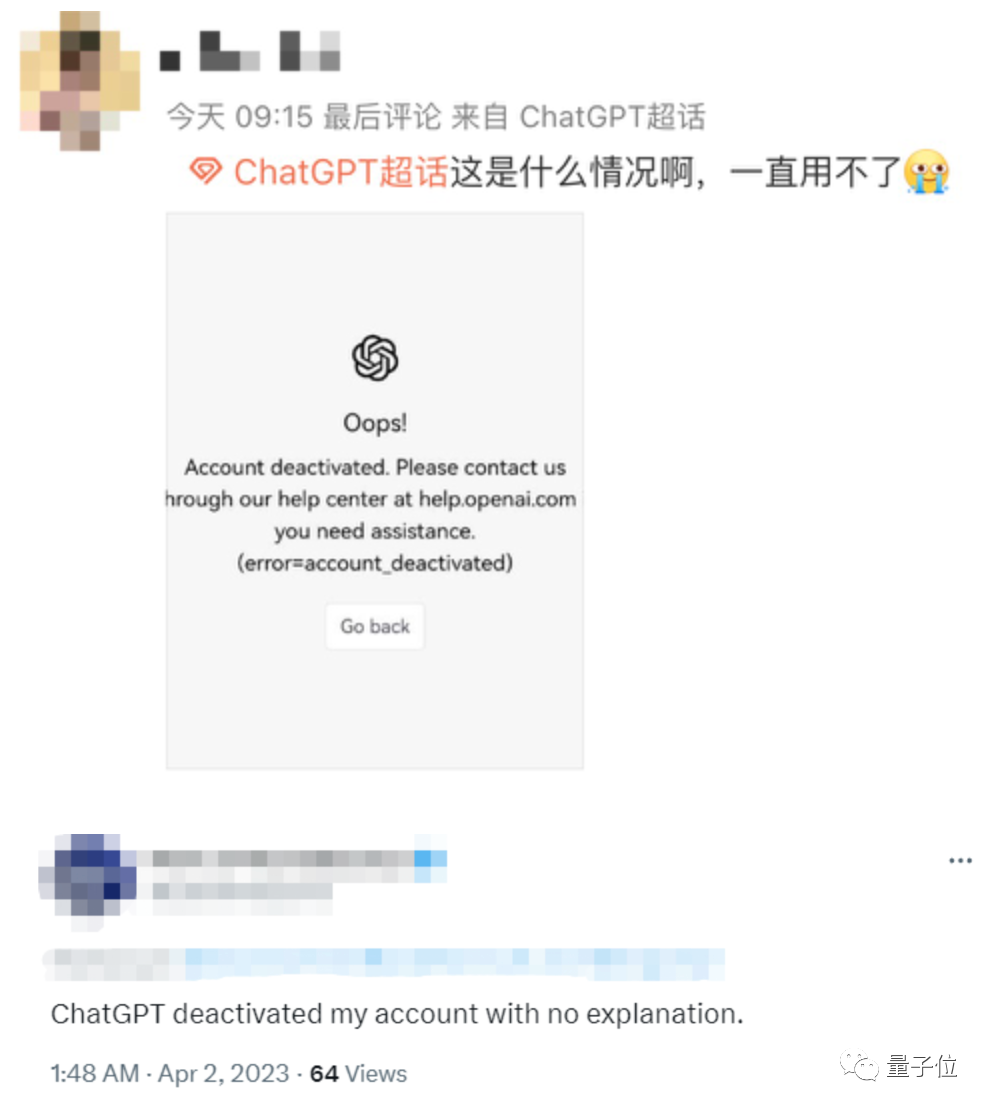 今天 09:15 最后评论 来自 ChatGPT超话
ChatGPT超话这是什么情况啊，一直用不了
Oops!
Account deactivated. Please contact us
hrough our help center at help.openai.com
you need assistance.
(error=account_deactivated)
Go back
ChatGPT deactivated my account with no explanation.
1:48 AM · Apr 2, 2023 · 64 Views
量子位